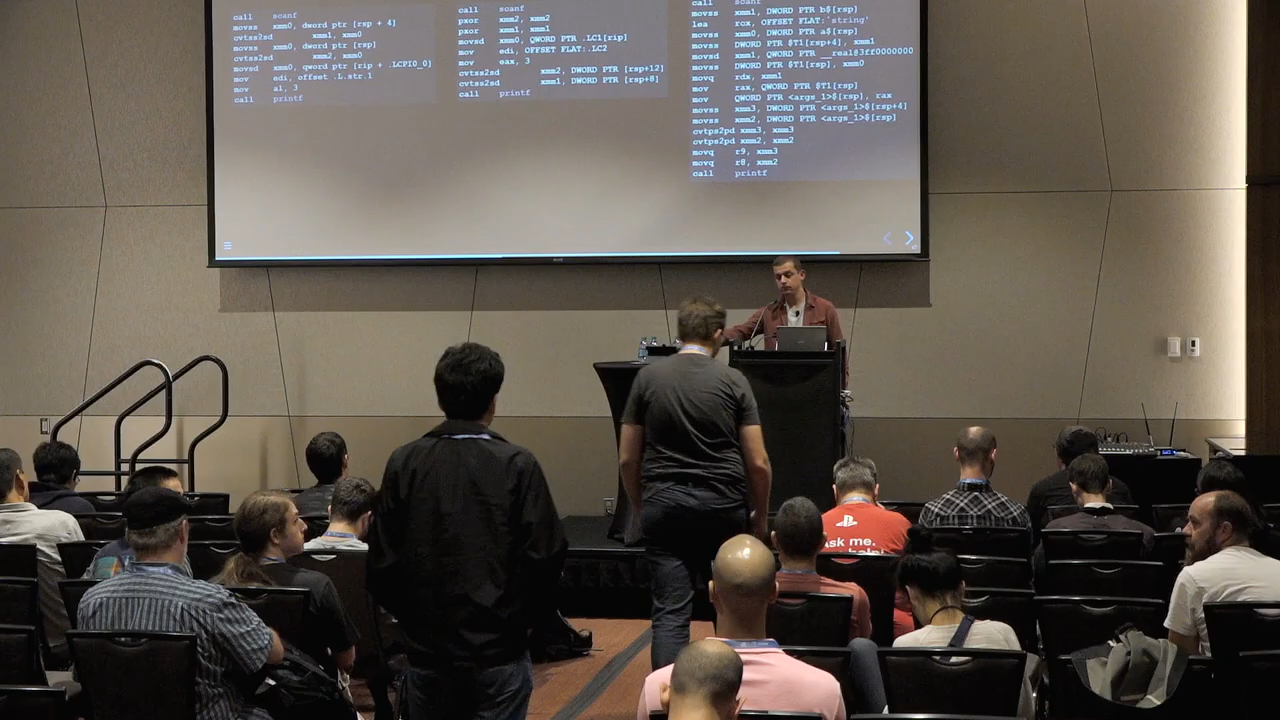 call scanf
movss xmm0, dword ptr [rsp + 4]
cvtss2sd xmm1, xmm0
movss xmm0, dword ptr [rsp]
cvtss2sd xmm2, xmm0
movsd xmm0, qword ptr [rip + .LCPI0_0]
mov edi, offset .L.str.1
mov al, 3
call printf
call scanf
pxor xmm2, xmm2
pxor xmm1, xmm1
movsd xmm0, QWORD PTR .LC1[rip]
mov edi, OFFSET FLAT:.LC2
mov eax, 3
cvtss2sd xmm2, DWORD PTR [rsp+12]
cvtss2sd xmm1, DWORD PTR [rsp+8]
call printf
call scanf
movss xmm1, DWORD PTR b$[rsp]
lea rcx, OFFSET FLAT:`string'
movss xmm0, DWORD PTR a$[rsp]
movss DWORD PTR $T1[rsp+4], xmm1
movsd xmm1, QWORD PTR __real@3ff0000000
movss DWORD PTR $T1[rsp], xmm0
movq rdx, xmm1
mov rax, QWORD PTR $T1[rsp]
mov QWORD PTR <args_1>$[rsp], rax
movss xmm3, DWORD PTR <args_1>$[rsp+4]
movss xmm2, DWORD PTR <args_1>$[rsp]
cvtps2pd xmm3, xmm3
cvtps2pd xmm2, xmm2
movq r9, xmm3
movq r8, xmm2
call printf
ask me.